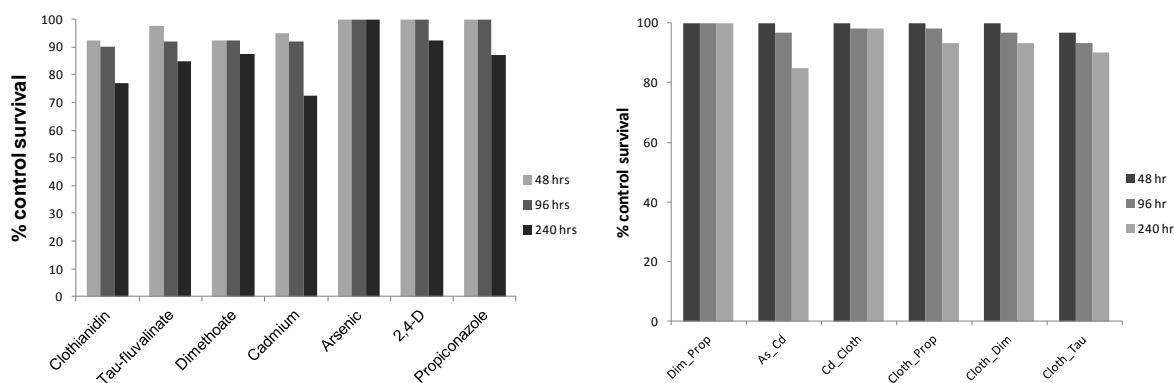 % control survival
100
90
80
70
60
50
40
30
20
10
0
Clothianidin
Tau-fluvalinate
Dimethoate
Cadmium
Arsenic
2,4-D
Propiconazole
48 hrs
96 hrs
240 hrs
% control survival
100
80
60
40
20
0
Dim_Prop
As_Cd
Cd_Cloth
Cloth_Prop
Cloth_Dim
Cloth_Tau
48 hr
96 hr
240 hr